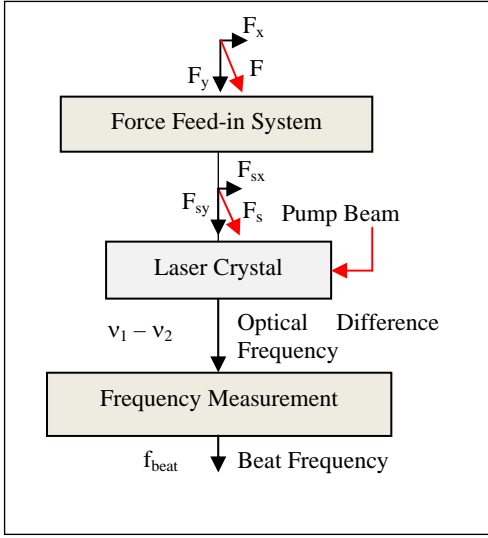 Fx
Fy F
Force Feed-in System
Fsx
Fsy Fs
Pump Beam
Laser Crystal
ν1 – ν2 Optical Difference
Frequency
Frequency Measurement
fbeat Beat Frequency